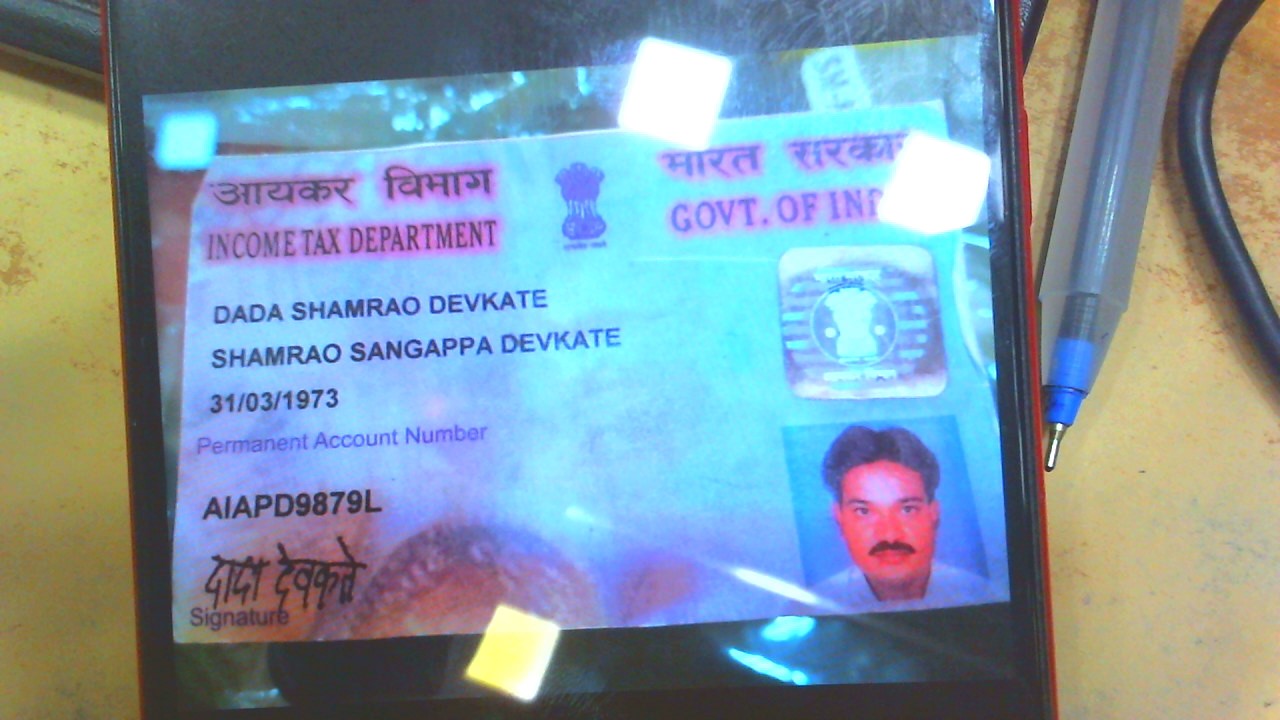 आयकर विभाग
INCOME TAX DEPARTMENT
भारत सरकार
GOVT. OF INDIA
DADA SHAMRAO DEVKATE
SHAMRAO SANGAPPA DEVKATE
31/03/1973
Permanent Account Number
AIAPD9879L
दादा देवकते
Signature